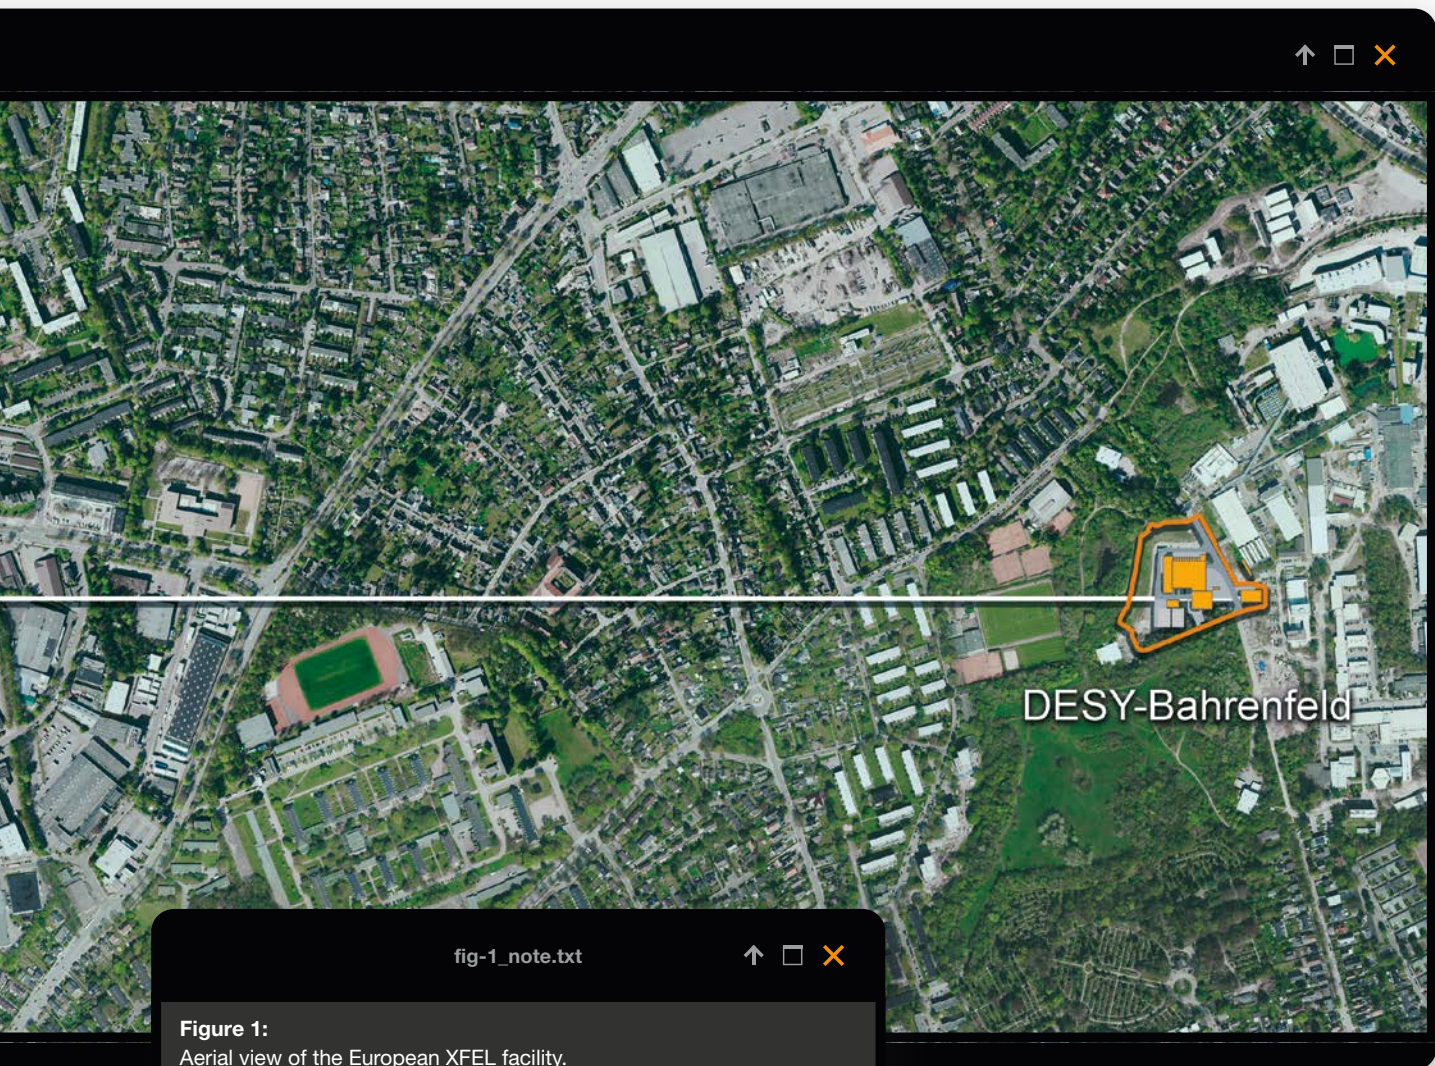 DESY-Bahrenfeld
fig-1_note.txt
Figure 1:
Aerial view of the European XFEL facility.